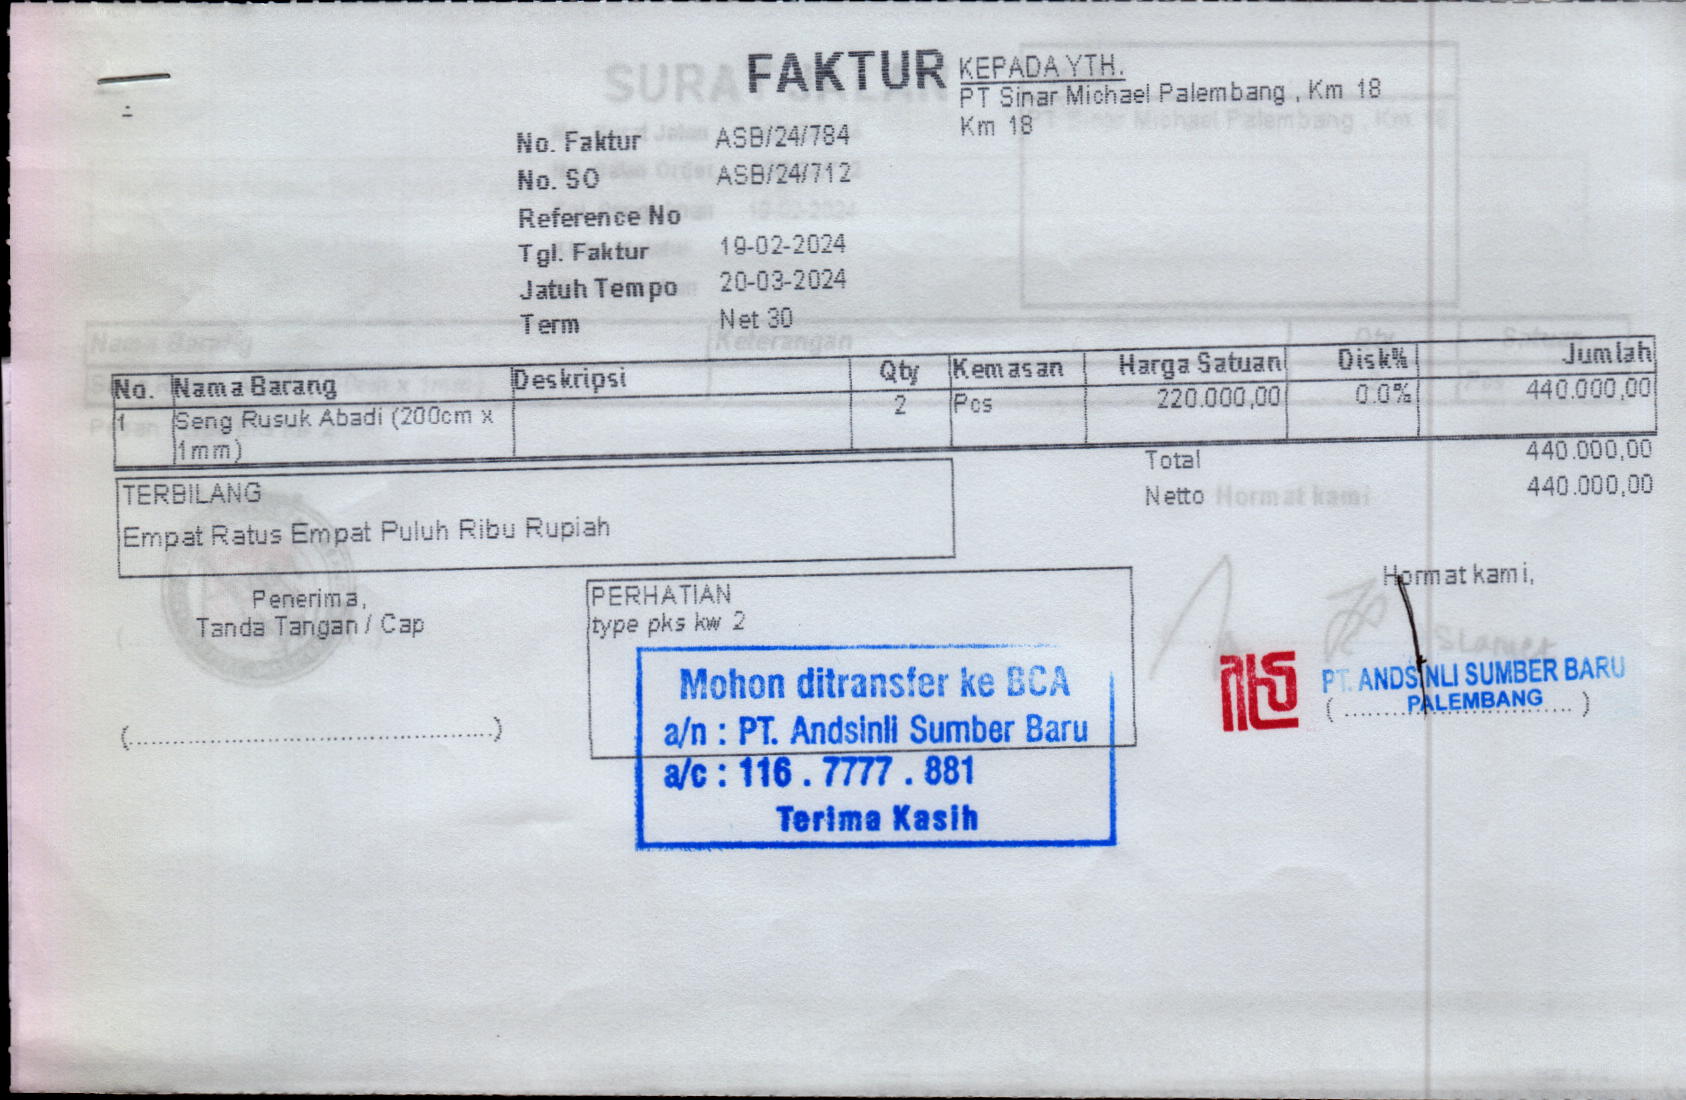 FAKTUR
KEPADA YTH.
PT Sinar Michael Palembang , Km 18
Km 18
No. Faktur ASB/24/784
No. SO ASB/24/712
Reference No
Tgl. Faktur 19-02-2024
Jatuh Tempo 20-03-2024
Term Net 30
No. Nama Barang Deskripsi Qty Kemasan Harga Satuan Disk% Jumlah
1 Seng Rusuk Abadi (200cm x 2 Pcs 220.000,00 0.0% 440.000,00
1mm)
Total 440.000,00
Netto 440.000,00
TERBILANG
Empat Ratus Empat Puluh Ribu Rupiah
Penerima,
Tanda Tangan / Cap
(..........................................)
PERHATIAN
type pks kw 2
Mohon ditransfer ke BCA
a/n : PT. Andsinli Sumber Baru
a/c : 116 . 7777 . 881
Terima Kasih
Hormat kami,
PT. ANDSINLI SUMBER BARU
PALEMBANG
( .......................... )